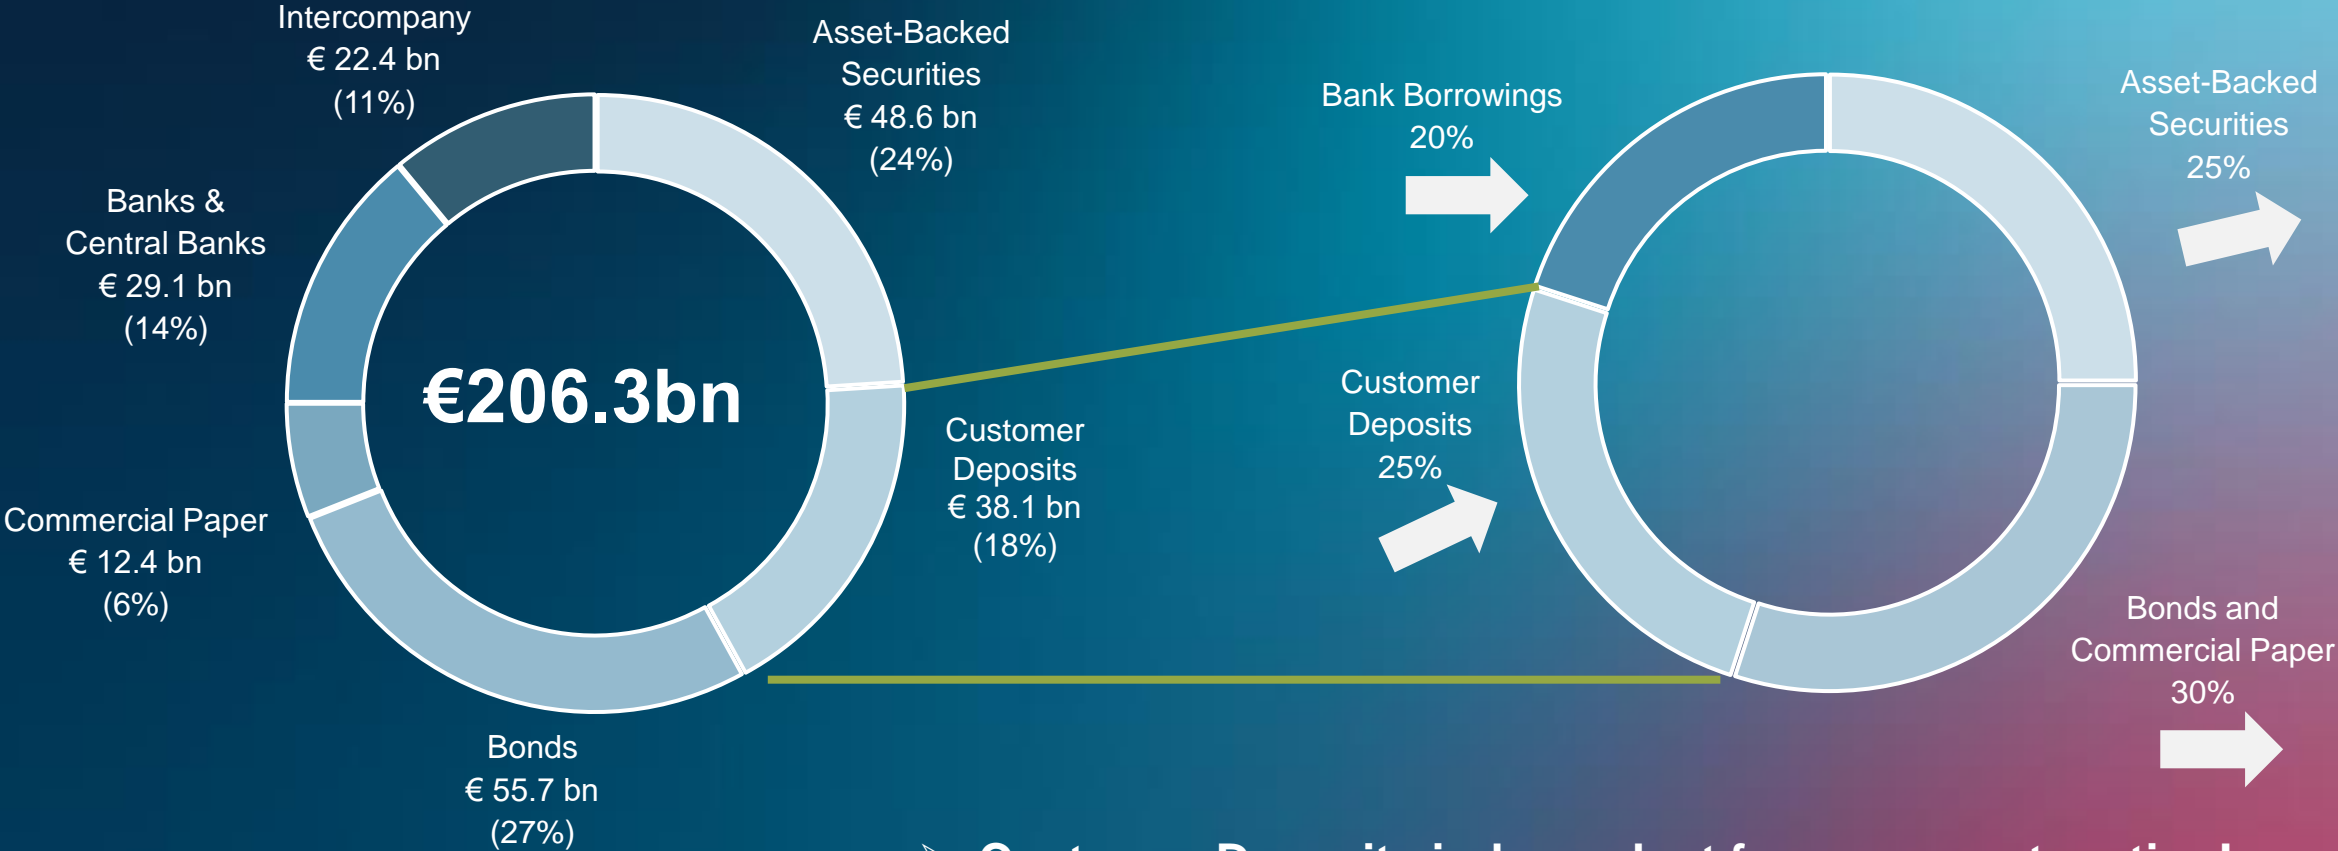 Intercompany
€ 22.4 bn
(11%)
Asset-Backed
Securities
€ 48.6 bn
(24%)
Banks &
Central Banks
€ 29.1 bn
(14%)
€206.3bn
Customer
Deposits
€ 38.1 bn
(18%)
Commercial Paper
€ 12.4 bn
(6%)
Bonds
€ 55.7 bn
(27%)
Bank Borrowings
20%
Asset-Backed
Securities
25%
Customer
Deposits
25%
Bonds and
Commercial Paper
30%